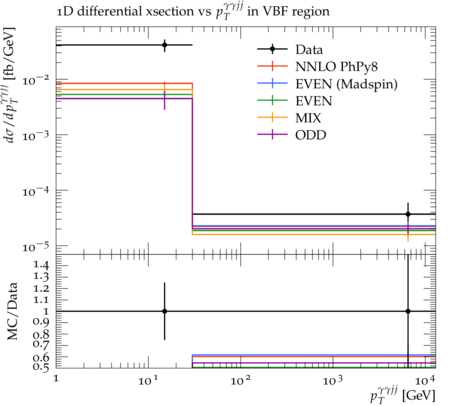 1D differential xsection vs p_T^{γγjj} in VBF region
dσ/dp_T^{γγjj} [fb/GeV]
Data
NNLO PhPy8
EVEN (Madspin)
EVEN
MIX
ODD
10^{−2}
10^{−3}
10^{−4}
10^{−5}
MC/Data
1.4
1.3
1.2
1.1
1
0.9
0.8
0.7
0.6
0.5
1 10^1 10^2 10^3 10^4
p_T^{γγjj} [GeV]